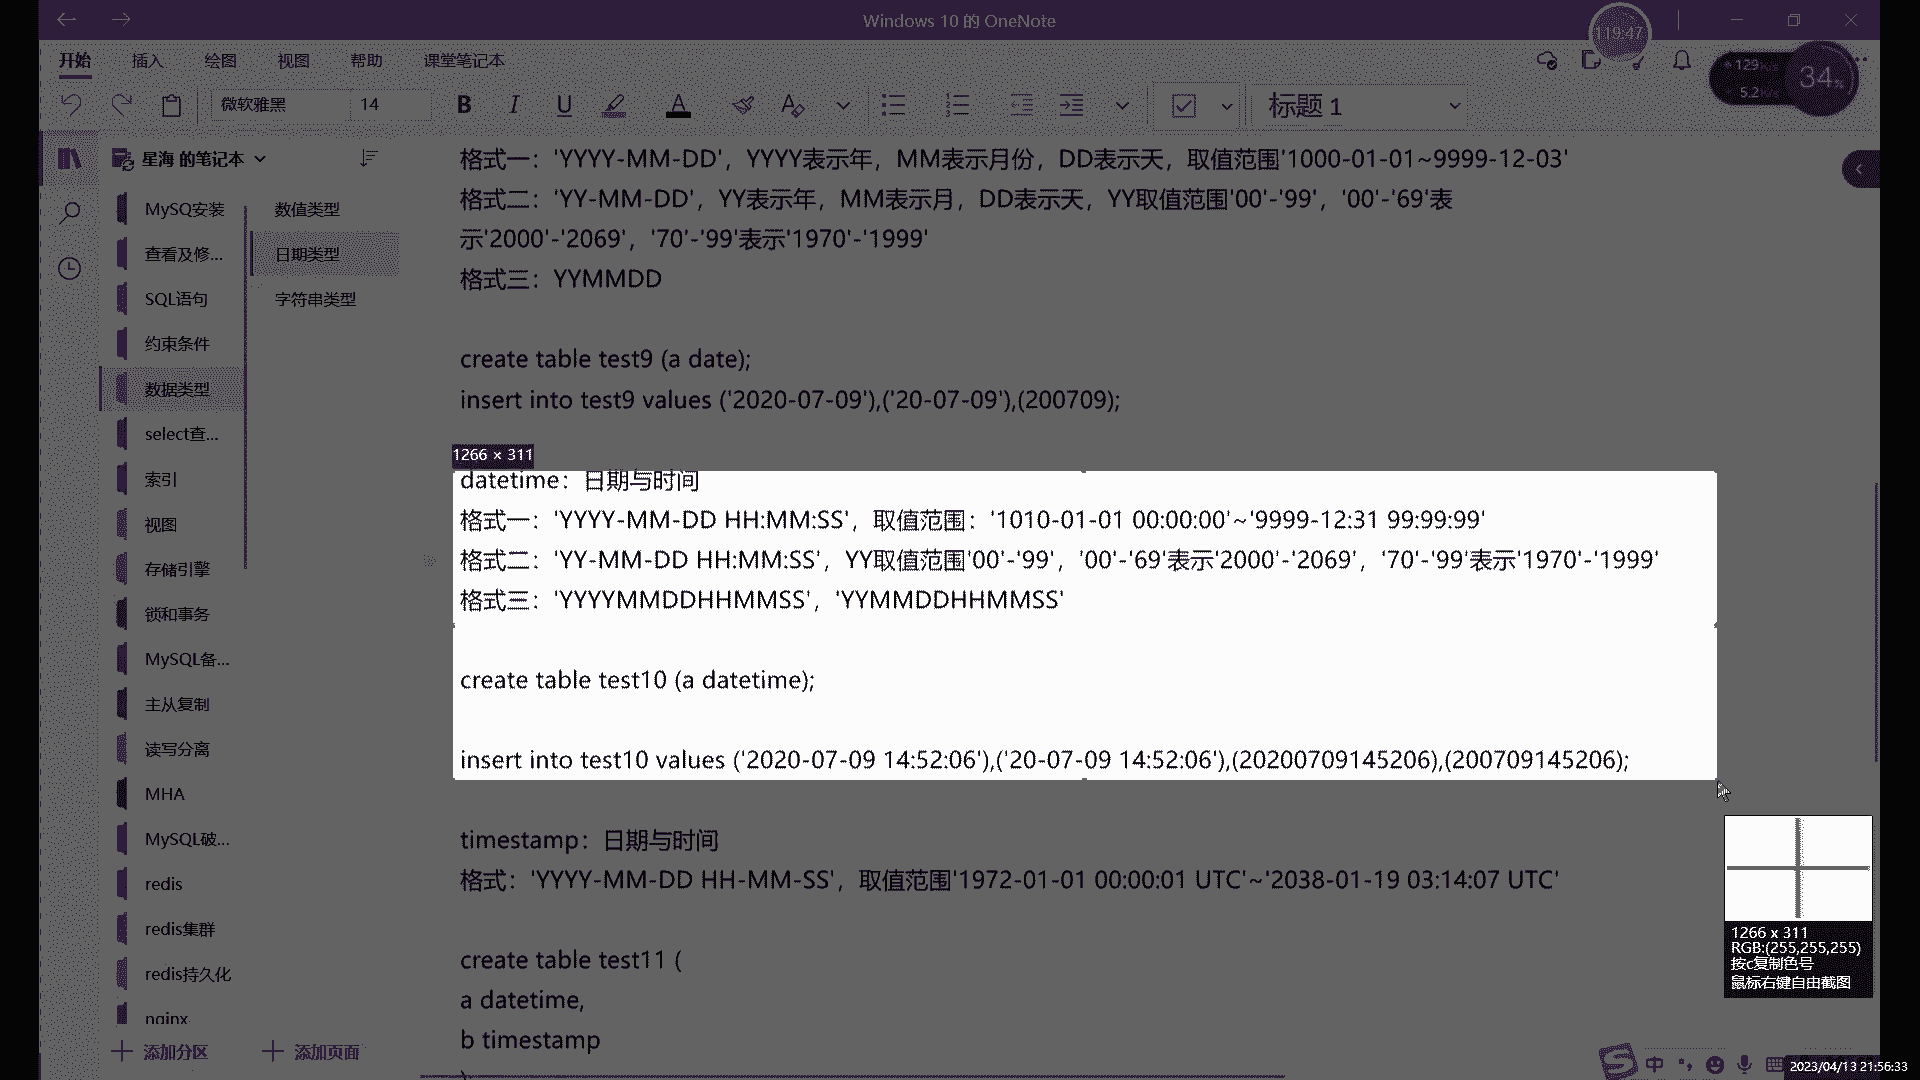 Windows 10 的 OneNote
119:47
开始 插入 绘图 视图 帮助 课堂笔记本
129K/s
5.2K/s
34%
微软雅黑 14 B I U A 标题 1
星海 的笔记本
MySQ安装
查看及修...
SQL语句
约束条件
数据类型
select查...
索引
视图
存储引擎
锁和事务
MySQL备...
主从复制
读写分离
MHA
MySQL破...
redis
redis集群
redis持久化
nginx
添加分区
数值类型
日期类型
字符串类型
添加页面
格式一：'YYYY-MM-DD'，YYYY表示年，MM表示月份，DD表示天，取值范围'1000-01-01~9999-12-03'
格式二：'YY-MM-DD'，YY表示年，MM表示月，DD表示天，YY取值范围'00'-'99'，'00'-'69'表
示'2000'-'2069'，'70'-'99'表示'1970'-'1999'
格式三：YYMMDD
create table test9 (a date);
insert into test9 values ('2020-07-09'),('20-07-09'),(200709);
1266 × 311
datetime：日期与时间
格式一：'YYYY-MM-DD HH:MM:SS'，取值范围：'1010-01-01 00:00:00'~'9999-12:31 99:99:99'
格式二：'YY-MM-DD HH:MM:SS'，YY取值范围'00'-'99'，'00'-'69'表示'2000'-'2069'，'70'-'99'表示'1970'-'1999'
格式三：'YYYYMMDDHHMMSS'，'YYMMDDHHMMSS'
create table test10 (a datetime);
insert into test10 values ('2020-07-09 14:52:06'),('20-07-09 14:52:06'),(20200709145206),(200709145206);
timestamp：日期与时间
格式：'YYYY-MM-DD HH-MM-SS'，取值范围'1972-01-01 00:00:01 UTC'~'2038-01-19 03:14:07 UTC'
create table test11 (
a datetime,
b timestamp
1266 x 311
RGB:(255,255,255)
按c复制色号
鼠标右键自由截图
中
2023/04/13 21:56:33